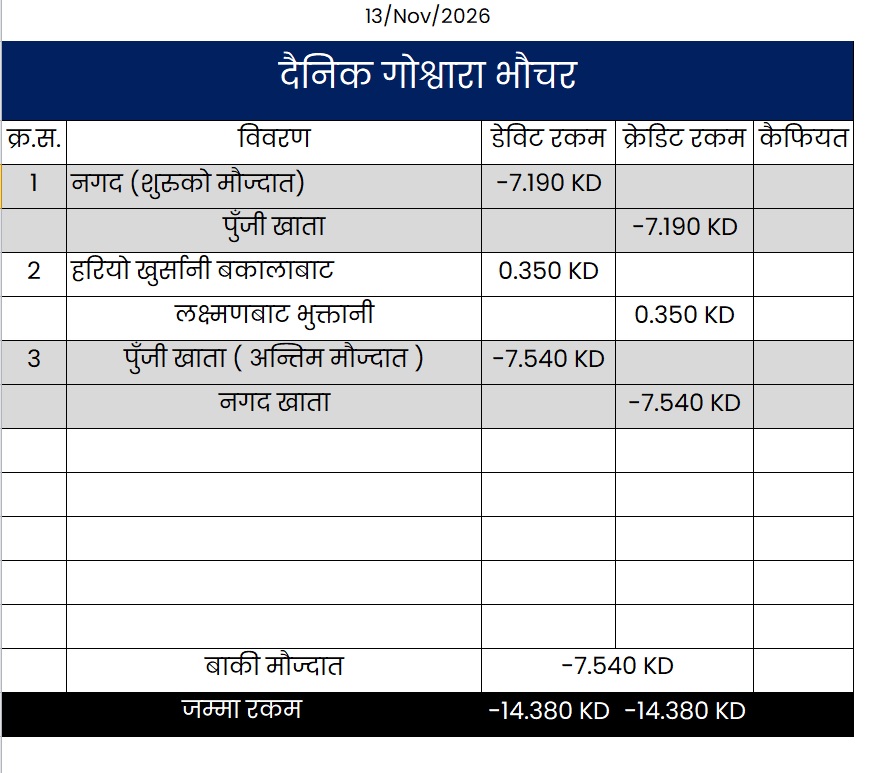 13/Nov/2026
दैनिक गोश्वारा भौचर
क्र.स. विवरण डेविट रकम क्रेडिट रकम कैफियत
1 नगद (शुरुको मौज्दात) -7.190 KD
पुँजी खाता -7.190 KD
2 हरियो खुर्सानी बकालाबाट 0.350 KD
लक्ष्मणबाट भुक्तानी 0.350 KD
3 पुँजी खाता ( अन्तिम मौज्दात ) -7.540 KD
नगद खाता -7.540 KD
बाकी मौज्दात -7.540 KD
जम्मा रकम -14.380 KD -14.380 KD